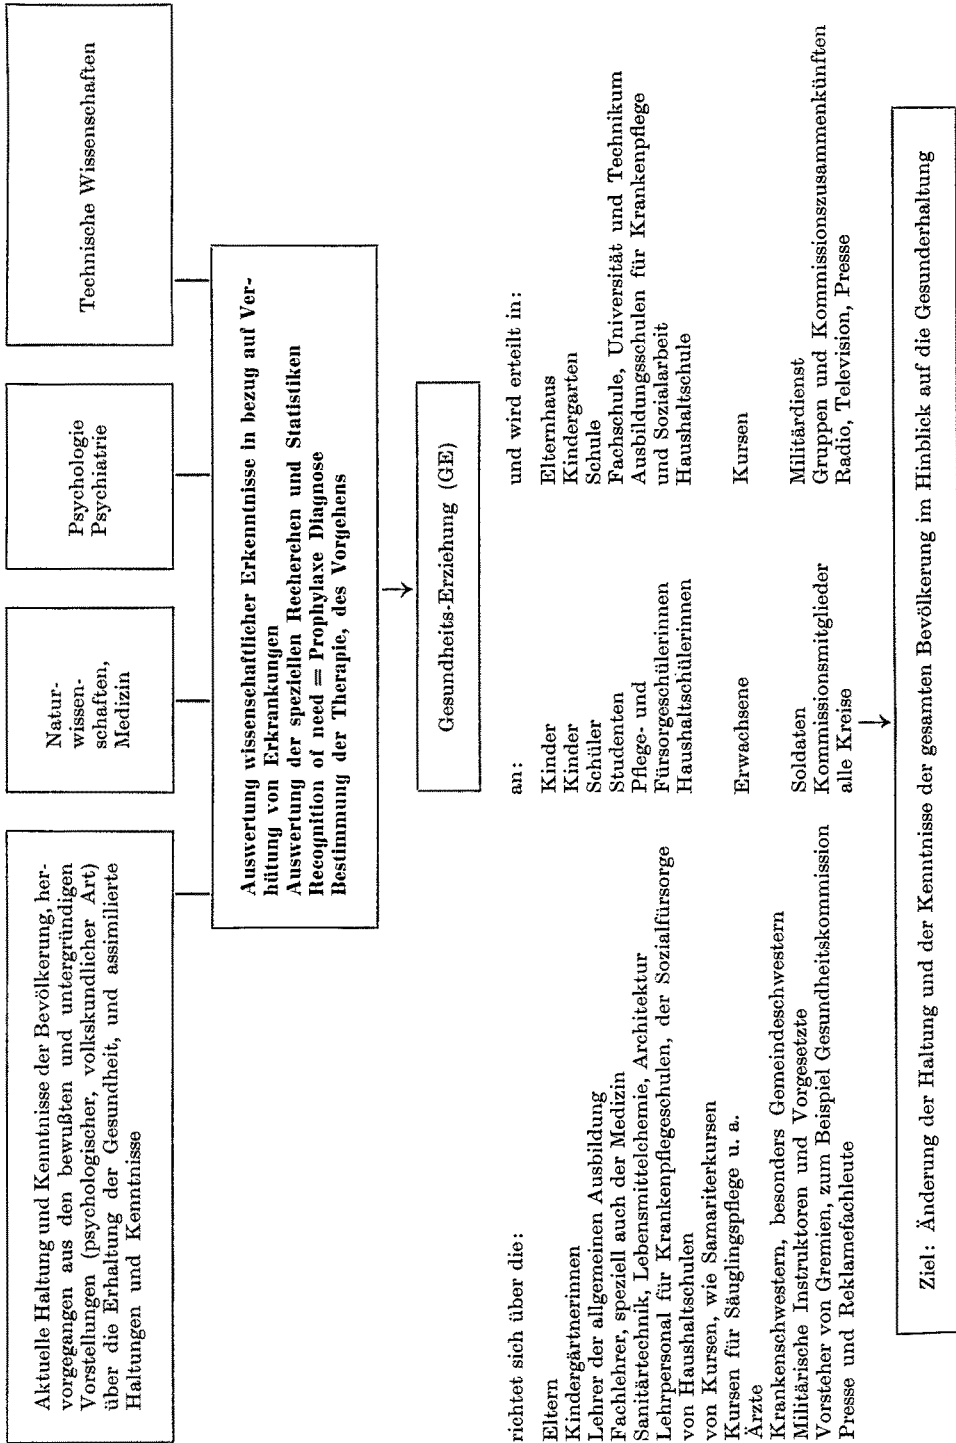 Aktuelle Haltung und Kenntnisse der Bevölkerung, her-
vorgegangen aus den bewußten und untergründigen
Vorstellungen (psychologischer, volkskundlicher Art)
über die Erhaltung der Gesundheit, und assimilierte
Haltungen und Kenntnisse
Natur-
wissen-
schaften,
Medizin
Psychologie
Psychiatrie
Technische Wissenschaften
Auswertung wissenschaftlicher Erkenntnisse in bezug auf Ver-
hütung von Erkrankungen
Auswertung der speziellen Recherchen und Statistiken
Recognition of need = Prophylaxe Diagnose
Bestimmung der Therapie, des Vorgehens
Gesundheits-Erziehung (GE)
richtet sich über die:
Eltern
Kindergärtnerinnen
Lehrer der allgemeinen Ausbildung
Fachlehrer, speziell auch der Medizin
Sanitärtechnik, Lebensmittelchemie, Architektur
Lehrpersonal für Krankenpflegeschulen, der Sozialfürsorge
von Haushaltschulen
von Kursen, wie Samariterkursen
Kursen für Säuglingspflege u. a.
Ärzte
Krankenschwestern, besonders Gemeindeschwestern
Militärische Instruktoren und Vorgesetzte
Vorsteher von Gremien, zum Beispiel Gesundheitskommission
Presse und Reklamefachleute
an:
Kinder
Kinder
Schüler
Studenten
Pflege- und
Fürsorgeschülerinnen
Haushaltschülerinnen
Erwachsene
Soldaten
Kommissionsmitglieder
alle Kreise
und wird erteilt in:
Elternhaus
Kindergarten
Schule
Fachschule, Universität und Technikum
Ausbildungsschulen für Krankenpflege
und Sozialarbeit
Haushaltschule
Kursen
Militärdienst
Gruppen und Kommissionszusammenkünften
Radio, Television, Presse
Ziel: Änderung der Haltung und der Kenntnisse der gesamten Bevölkerung im Hinblick auf die Gesunderhaltung